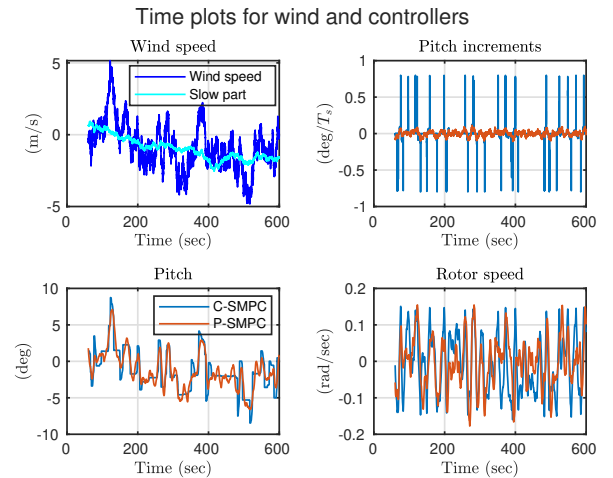 Time plots for wind and controllers
Wind speed
5
0
-5
(m/s)
Wind speed
Slow part
0 200 400 600
Time (sec)
Pitch increments
1
0.5
0
-0.5
-1
(deg/Ts)
0 200 400 600
Time (sec)
Pitch
10
5
0
-5
-10
(deg)
C-SMPC
P-SMPC
0 200 400 600
Time (sec)
Rotor speed
0.2
0.1
0
-0.1
-0.2
(rad/sec)
0 200 400 600
Time (sec)